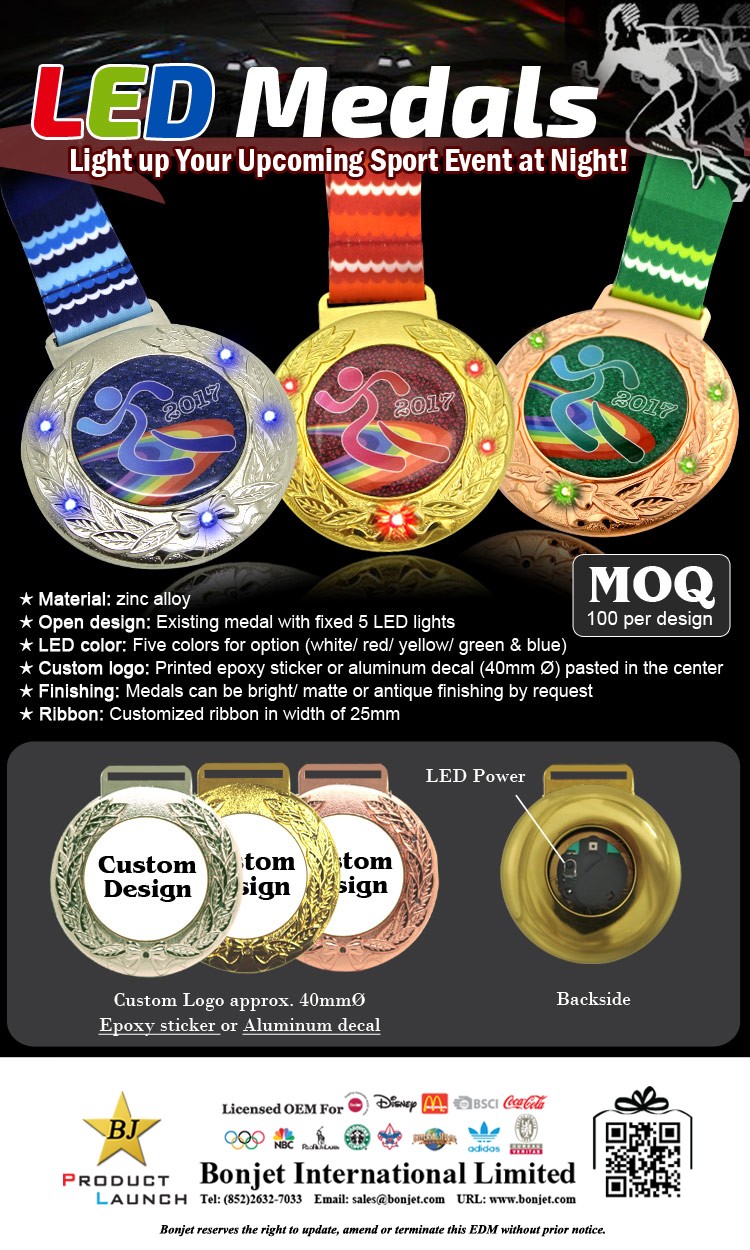 LED Medals
Light up Your Upcoming Sport Event at Night!
2017
2017
2017
MOQ
100 per design
★ Material: zinc alloy
★ Open design: Existing medal with fixed 5 LED lights
★ LED color: Five colors for option (white/ red/ yellow/ green & blue)
★ Custom logo: Printed epoxy sticker or aluminum decal (40mm Ø) pasted in the center
★ Finishing: Medals can be bright/ matte or antique finishing by request
★ Ribbon: Customized ribbon in width of 25mm
LED Power
Custom
Design
stom
sign
stom
sign
Custom Logo approx. 40mmØ
Epoxy sticker or Aluminum decal
Backside
BJ
PRODUCT
LAUNCH
Licensed OEM For
Disney
BSCI
Coca-Cola
NBC
adidas
Bonjet International Limited
Tel: (852)2632-7033 Email: sales@bonjet.com URL: www.bonjet.com
Bonjet reserves the right to update, amend or terminate this EDM without prior notice.